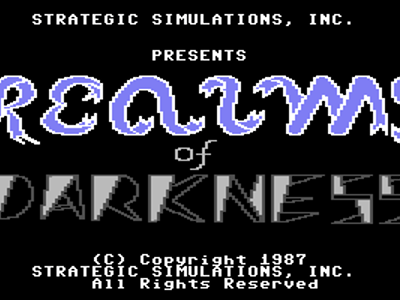 STRATEGIC SIMULATIONS, INC.
PRESENTS
REALMS
of
DARKNESS
(C) Copyright 1987
STRATEGIC SIMULATIONS, INC.
All Rights Reserved